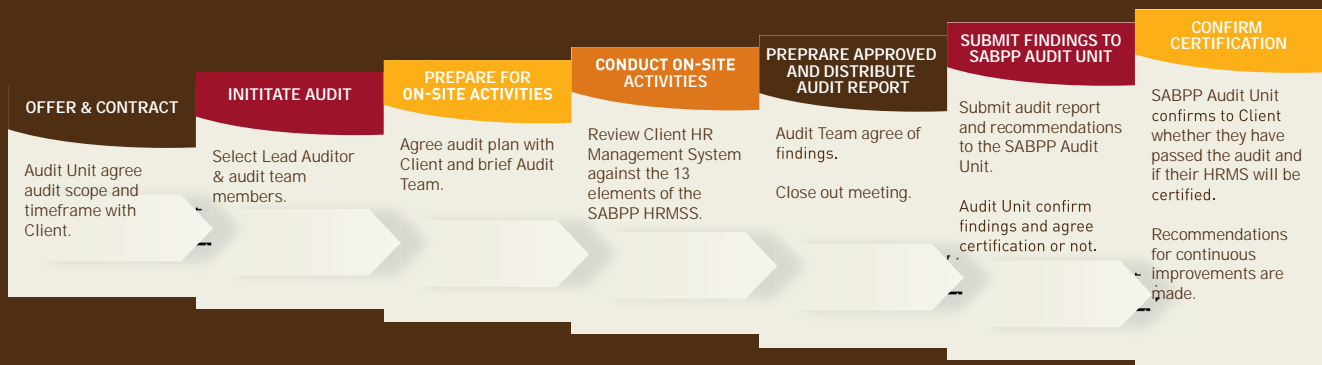 OFFER & CONTRACT
Audit Unit agree
audit scope and
timeframe with
Client.
INITITATE AUDIT
Select Lead Auditor
& audit team
members.
PREPARE FOR
ON-SITE ACTIVITIES
Agree audit plan with
Client and brief Audit
Team.
CONDUCT ON-SITE
ACTIVITIES
Review Client HR
Management System
against the 13
elements of the
SABPP HRMSS.
PREPRARE APPROVED
AND DISTRIBUTE
AUDIT REPORT
Audit Team agree of
findings.
Close out meeting.
SUBMIT FINDINGS TO
SABPP AUDIT UNIT
Submit audit report
and recommendations
to the SABPP Audit
Unit.
Audit Unit confirm
findings and agree
certification or not.
CONFIRM
CERTIFICATION
SABPP Audit Unit
confirms to Client
whether they have
passed the audit and
if their HRMS will be
certified.
Recommendations
for continuous
improvements are
made.